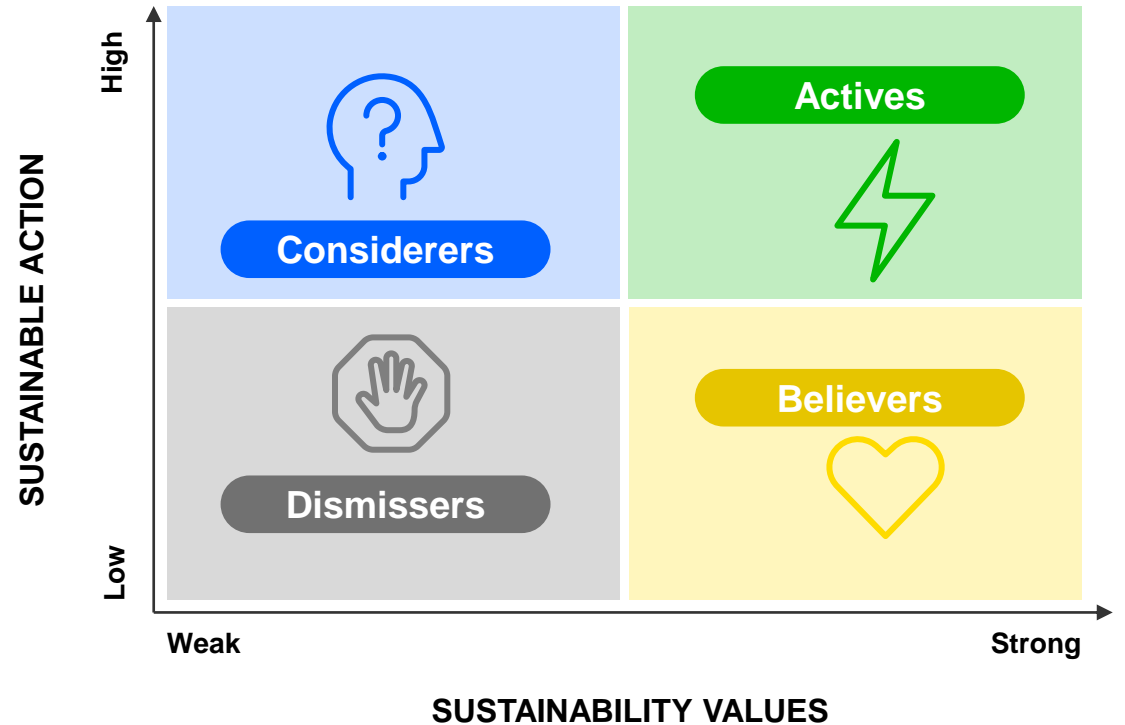 High
Actives
?
Considerers
SUSTAINABLE ACTION
Believers
Dismissers
Low
Weak
Strong
SUSTAINABILITY VALUES